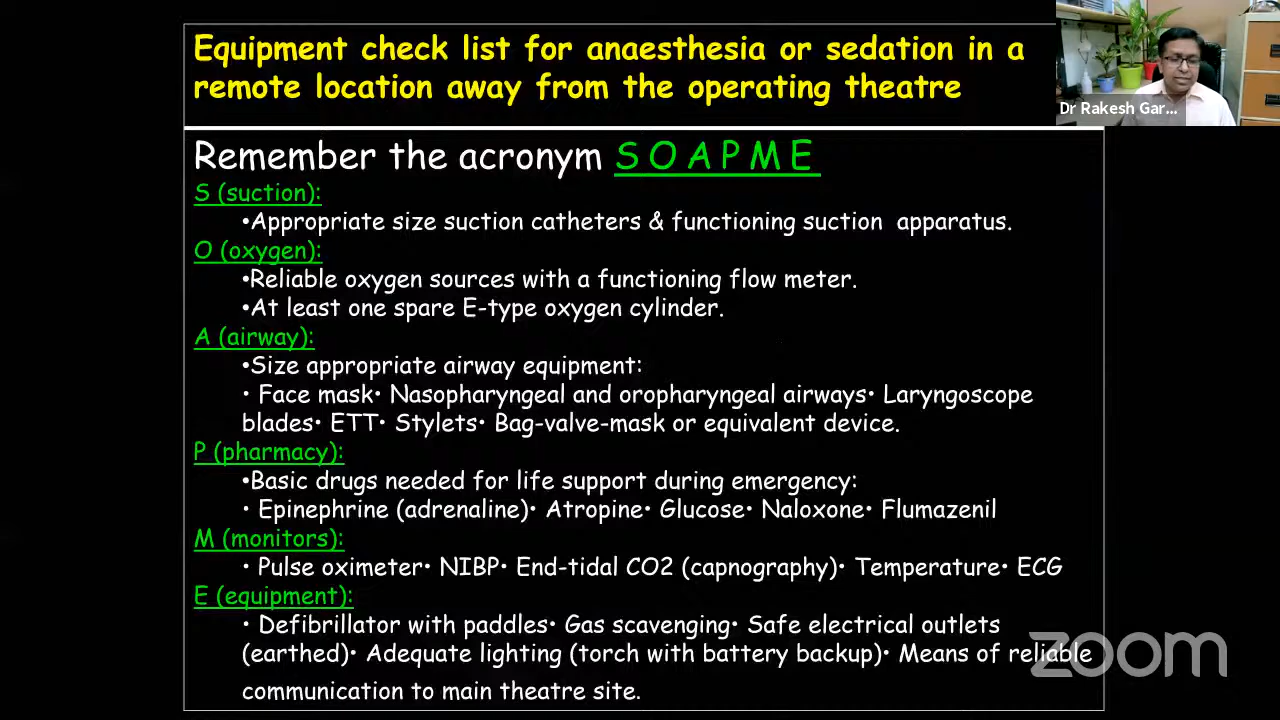 Equipment check list for anaesthesia or sedation in a
remote location away from the operating theatre
Dr Rakesh Gar...
Remember the acronym S O A P M E
S (suction):
•Appropriate size suction catheters & functioning suction apparatus.
O (oxygen):
•Reliable oxygen sources with a functioning flow meter.
•At least one spare E-type oxygen cylinder.
A (airway):
•Size appropriate airway equipment:
• Face mask• Nasopharyngeal and oropharyngeal airways• Laryngoscope
blades• ETT• Stylets• Bag-valve-mask or equivalent device.
P (pharmacy):
•Basic drugs needed for life support during emergency:
• Epinephrine (adrenaline)• Atropine• Glucose• Naloxone• Flumazenil
M (monitors):
• Pulse oximeter• NIBP• End-tidal CO2 (capnography)• Temperature• ECG
E (equipment):
• Defibrillator with paddles• Gas scavenging• Safe electrical outlets
(earthed)• Adequate lighting (torch with battery backup)• Means of reliable
communication to main theatre site.
zoom